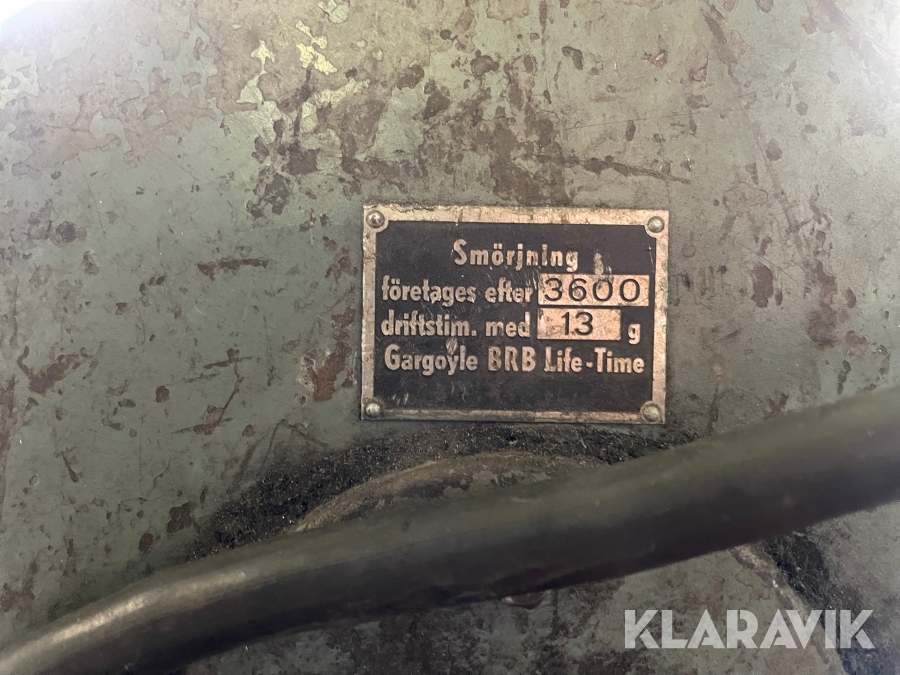 Smörjning
företages efter 3600
driftstim. med 13 g
Gargoyle BRB Life-Time
KLARAVIK